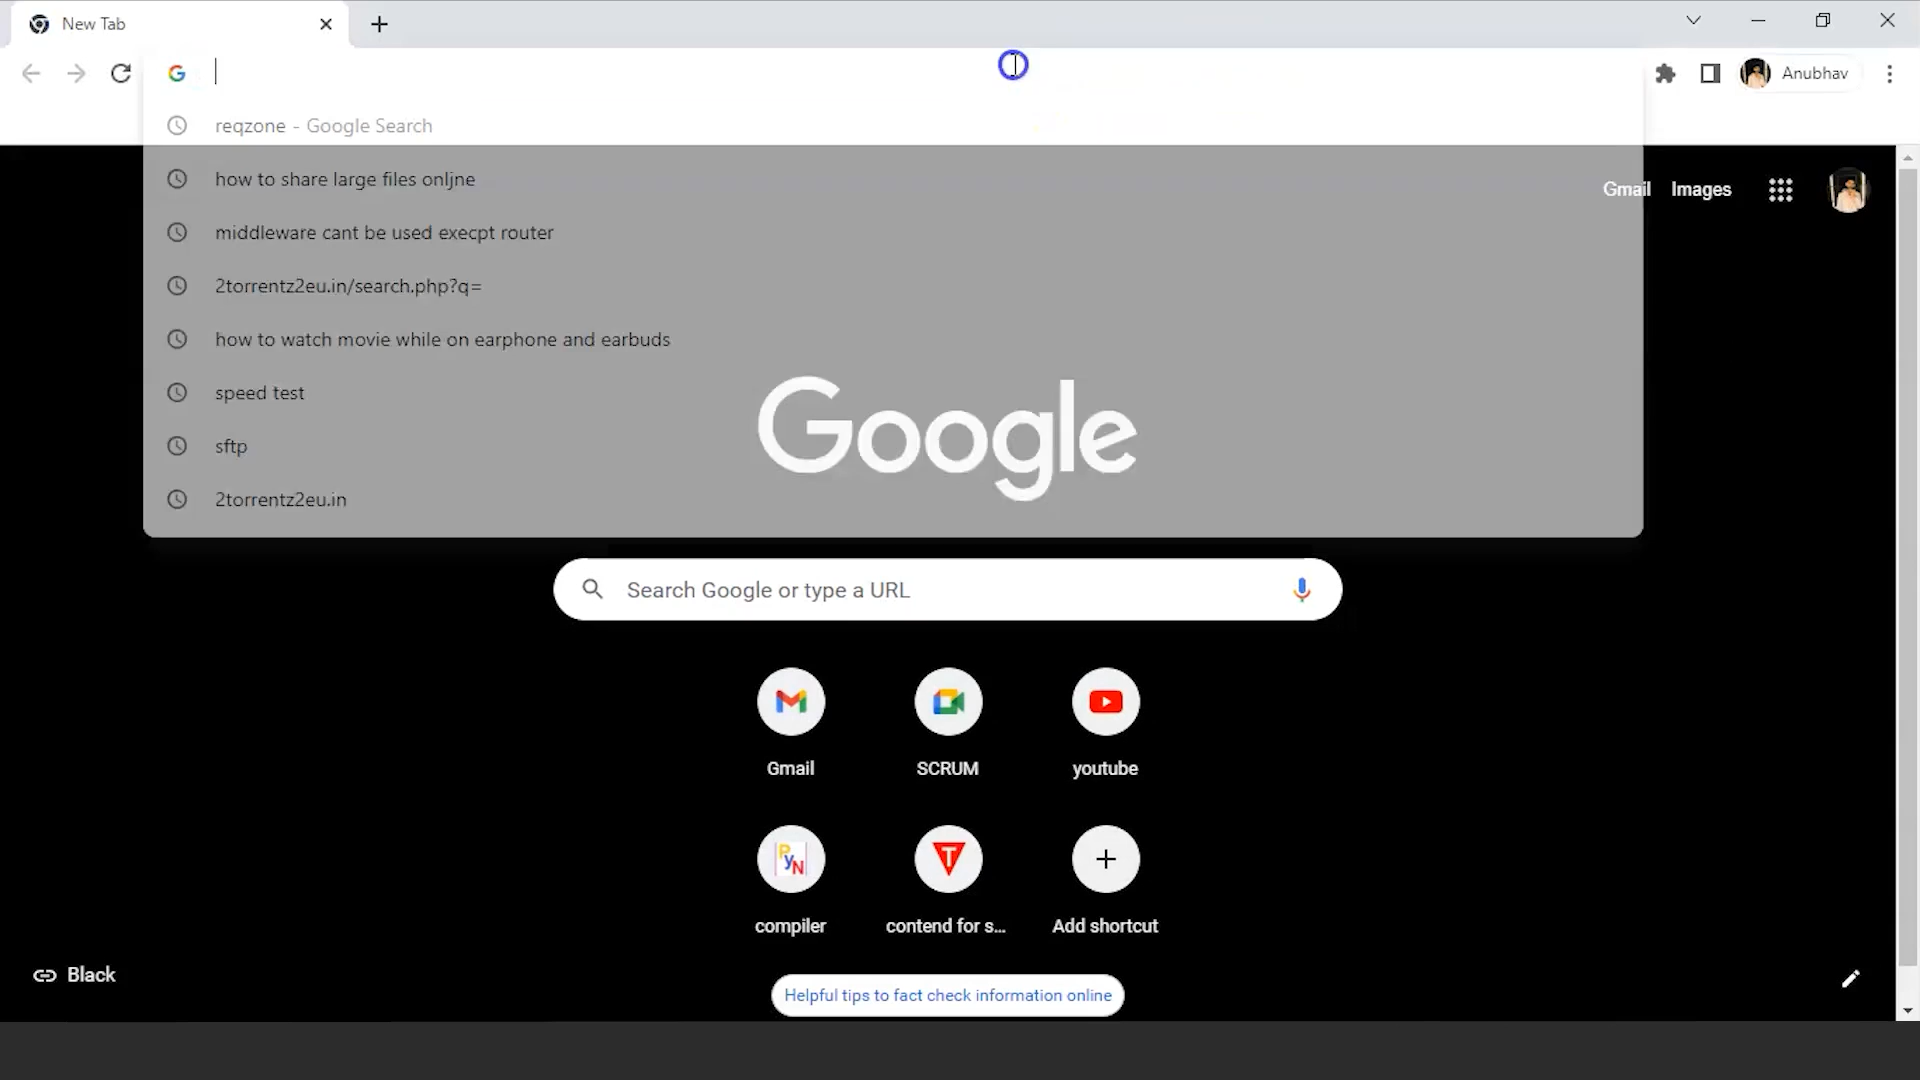 New Tab
Anubhav
reqzone - Google Search
how to share large files onljne
Gmail Images
middleware cant be used execpt router
2torrentz2eu.in/search.php?q=
how to watch movie while on earphone and earbuds
speed test
Google
sftp
2torrentz2eu.in
Search Google or type a URL
Gmail
SCRUM
youtube
PyN
T
compiler
contend for s...
Add shortcut
Black
Helpful tips to fact check information online